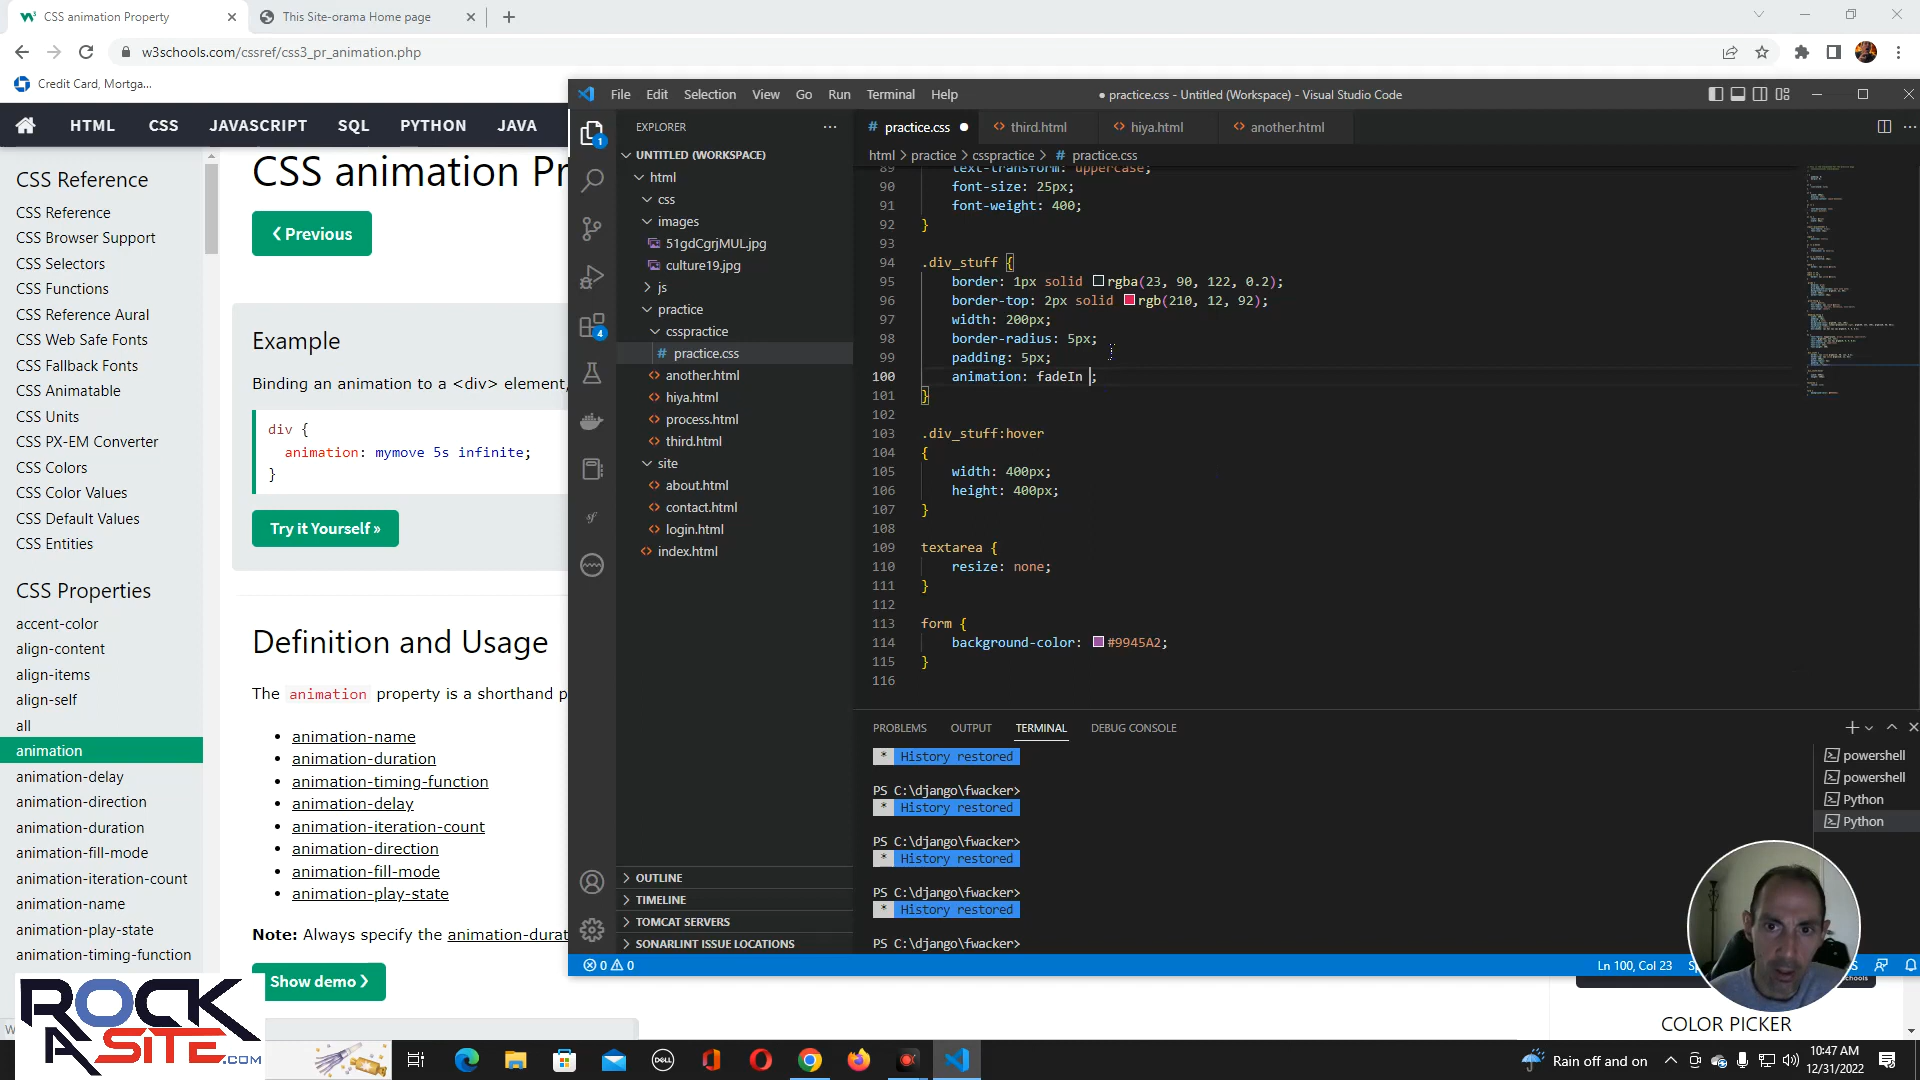 CSS animation Property
This Site-orama Home page
w3schools.com/cssref/css3_pr_animation.php
Credit Card, Mortga...
HTML CSS JAVASCRIPT SQL PYTHON JAVA
CSS Reference
CSS Reference
CSS Browser Support
CSS Selectors
CSS Functions
CSS Reference Aural
CSS Web Safe Fonts
CSS Fallback Fonts
CSS Animatable
CSS Units
CSS PX-EM Converter
CSS Colors
CSS Color Values
CSS Default Values
CSS Entities
CSS Properties
accent-color
align-content
align-items
align-self
all
animation
animation-delay
animation-direction
animation-duration
animation-fill-mode
animation-iteration-count
animation-name
animation-play-state
animation-timing-function
CSS animation Pr
❮ Previous
Example
Binding an animation to a <div> element,
div {
animation: mymove 5s infinite;
}
Try it Yourself »
Definition and Usage
The animation property is a shorthand p
animation-name
animation-duration
animation-timing-function
animation-delay
animation-iteration-count
animation-direction
animation-fill-mode
animation-play-state
Note: Always specify the animation-durat
Show demo ❯
File Edit Selection View Go Run Terminal Help
● practice.css - Untitled (Workspace) - Visual Studio Code
EXPLORER
UNTITLED (WORKSPACE)
html
css
images
51gdCgrjMUL.jpg
culture19.jpg
js
practice
csspractice
practice.css
another.html
hiya.html
process.html
third.html
site
about.html
contact.html
login.html
index.html
OUTLINE
TIMELINE
TOMCAT SERVERS
SONARLINT ISSUE LOCATIONS
1
4
practice.css third.html hiya.html another.html
html > practice > csspractice > # practice.css
89 text-transform: uppercase;
90 font-size: 25px;
91 font-weight: 400;
92 }
93
94 .div_stuff {
95 border: 1px solid rgba(23, 90, 122, 0.2);
96 border-top: 2px solid rgb(210, 12, 92);
97 width: 200px;
98 border-radius: 5px;
99 padding: 5px;
100 animation: fadeIn ;
101 }
102
103 .div_stuff:hover
104 {
105 width: 400px;
106 height: 400px;
107 }
108
109 textarea {
110 resize: none;
111 }
112
113 form {
114 background-color: #9945A2;
115 }
116
PROBLEMS OUTPUT TERMINAL DEBUG CONSOLE
* History restored
PS C:\django\fwacker>
* History restored
PS C:\django\fwacker>
* History restored
PS C:\django\fwacker>
* History restored
PS C:\django\fwacker>
powershell
powershell
Python
Python
0 0
Ln 100, Col 23
COLOR PICKER
ROCK
A SITE.COM
DELL
Rain off and on
10:47 AM
12/31/2022